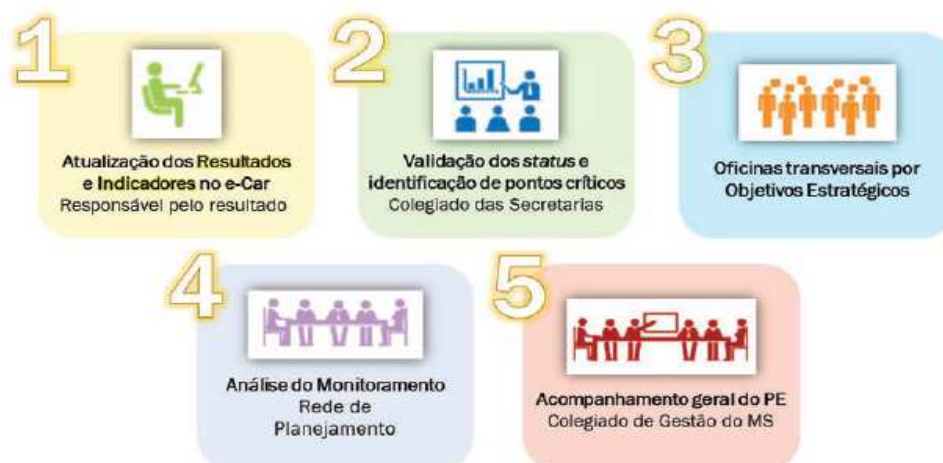 1
Atualização dos Resultados
e Indicadores no e-Car
Responsável pelo resultado
2
Validação dos status e
identificação de pontos críticos
Colegiado das Secretarias
3
Oficinas transversais por
Objetivos Estratégicos
4
Análise do Monitoramento
Rede de
Planejamento
5
Acompanhamento geral do PE
Colegiado de Gestão do MS